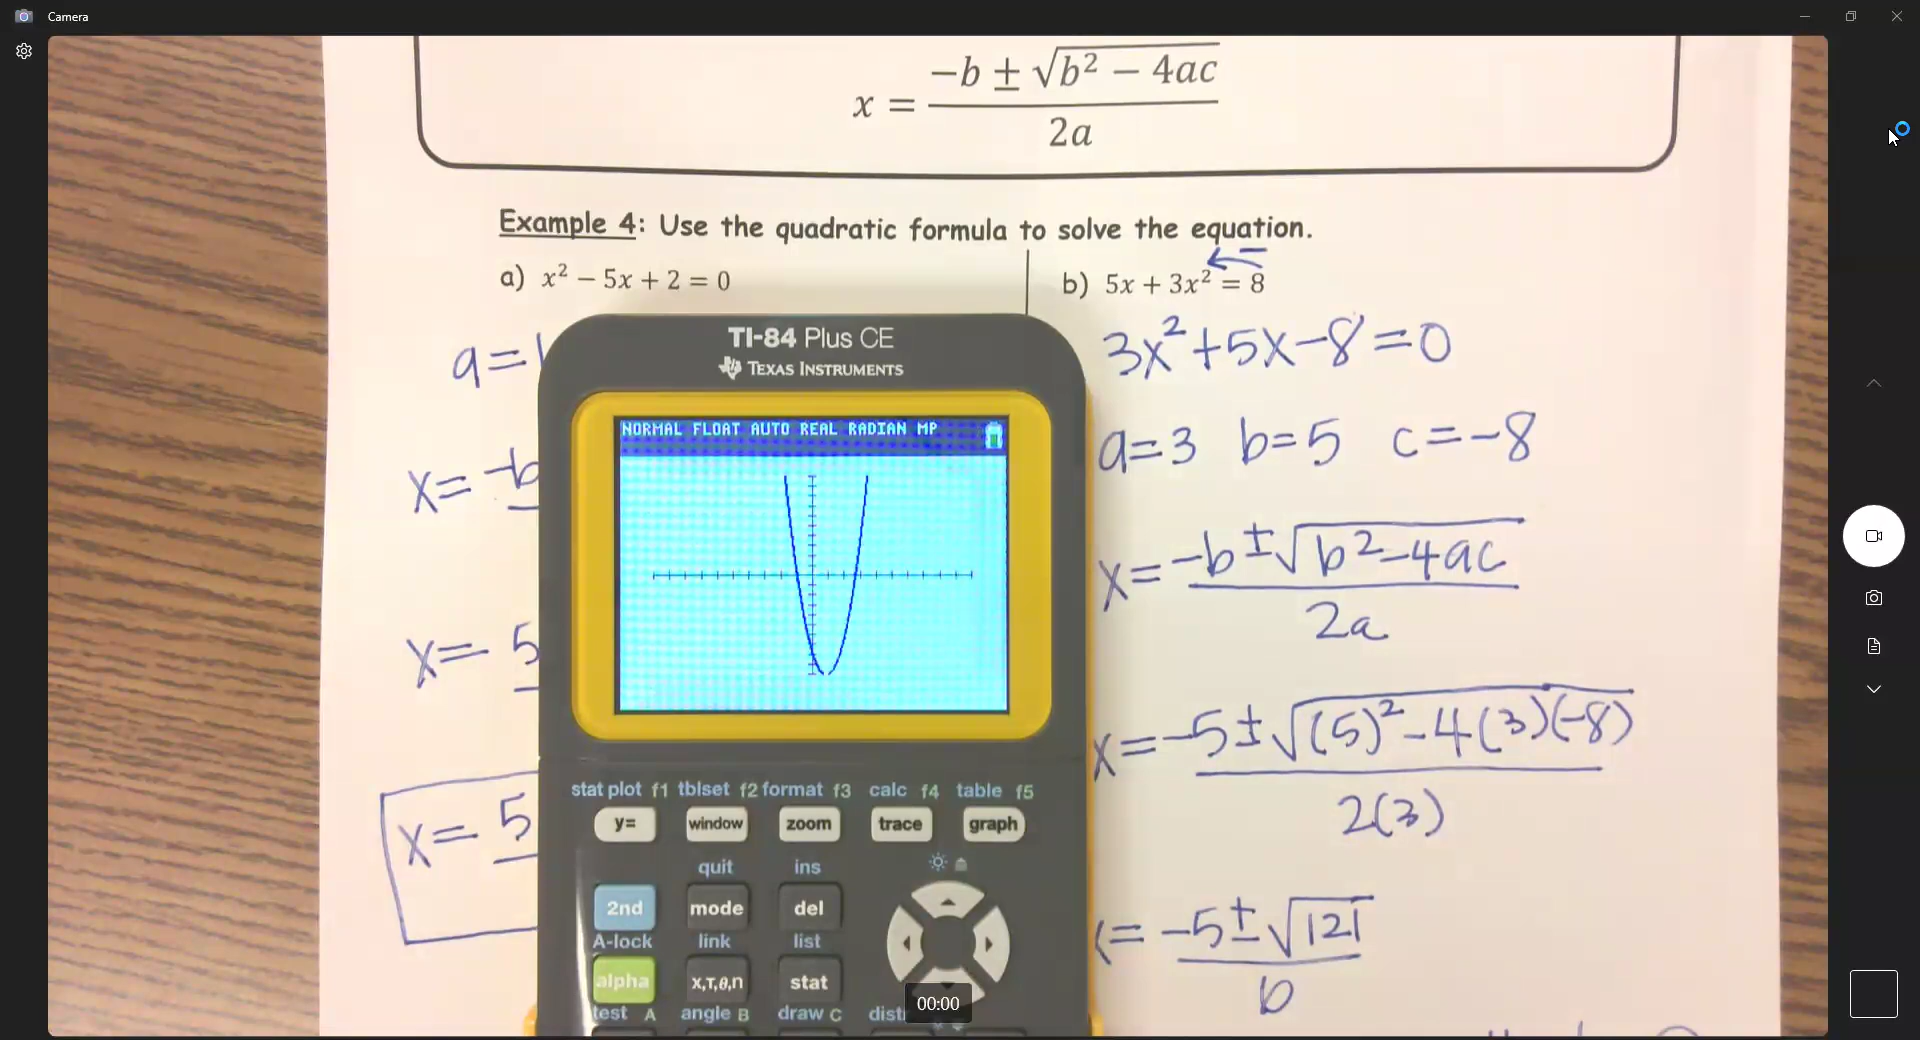 Camera
x = -b ± √b² - 4ac / 2a
Example 4: Use the quadratic formula to solve the equation.
a) x² - 5x + 2 = 0
b) 5x + 3x² = 8
←−
a=
x= -b
x= 5
x= 5
TI-84 Plus CE
TEXAS INSTRUMENTS
NORMAL FLOAT AUTO REAL RADIAN MP
stat plot f1 tblset f2 format f3 calc f4 table f5
y= window zoom trace graph
quit ins
2nd mode del
A-lock link list
alpha X,T,θ,n stat
test A angle B draw C distr
00:00
3x²+5x-8=0
a=3 b=5 c=-8
x= -b±√b²-4ac / 2a
x= -5±√(5)²-4(3)(-8) / 2(3)
= -5±√121 / 6